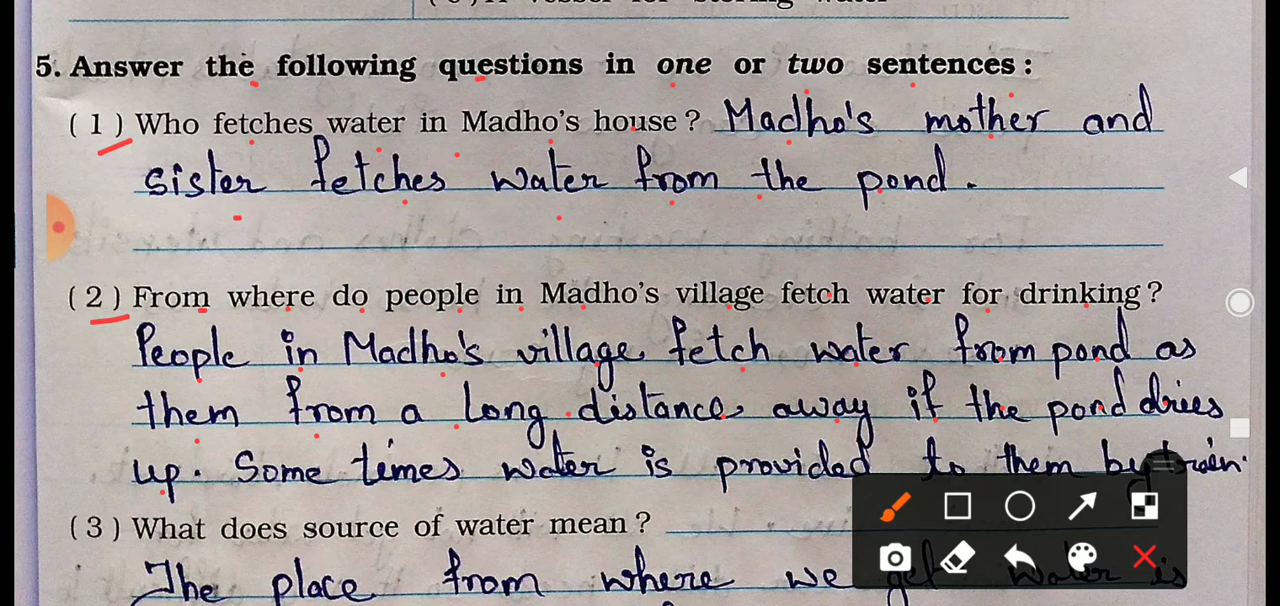 5. Answer the following questions in one or two sentences :
( 1 ) Who fetches water in Madho's house ? Madho's mother and
sister fetches water from the pond.
( 2 ) From where do people in Madho's village fetch water for drinking ?
People in Madho's village fetch water from pond as
them from a long distance away if the pond dries
up. Some times water is provided to them by train.
( 3 ) What does source of water mean ?
The place from where we get water is